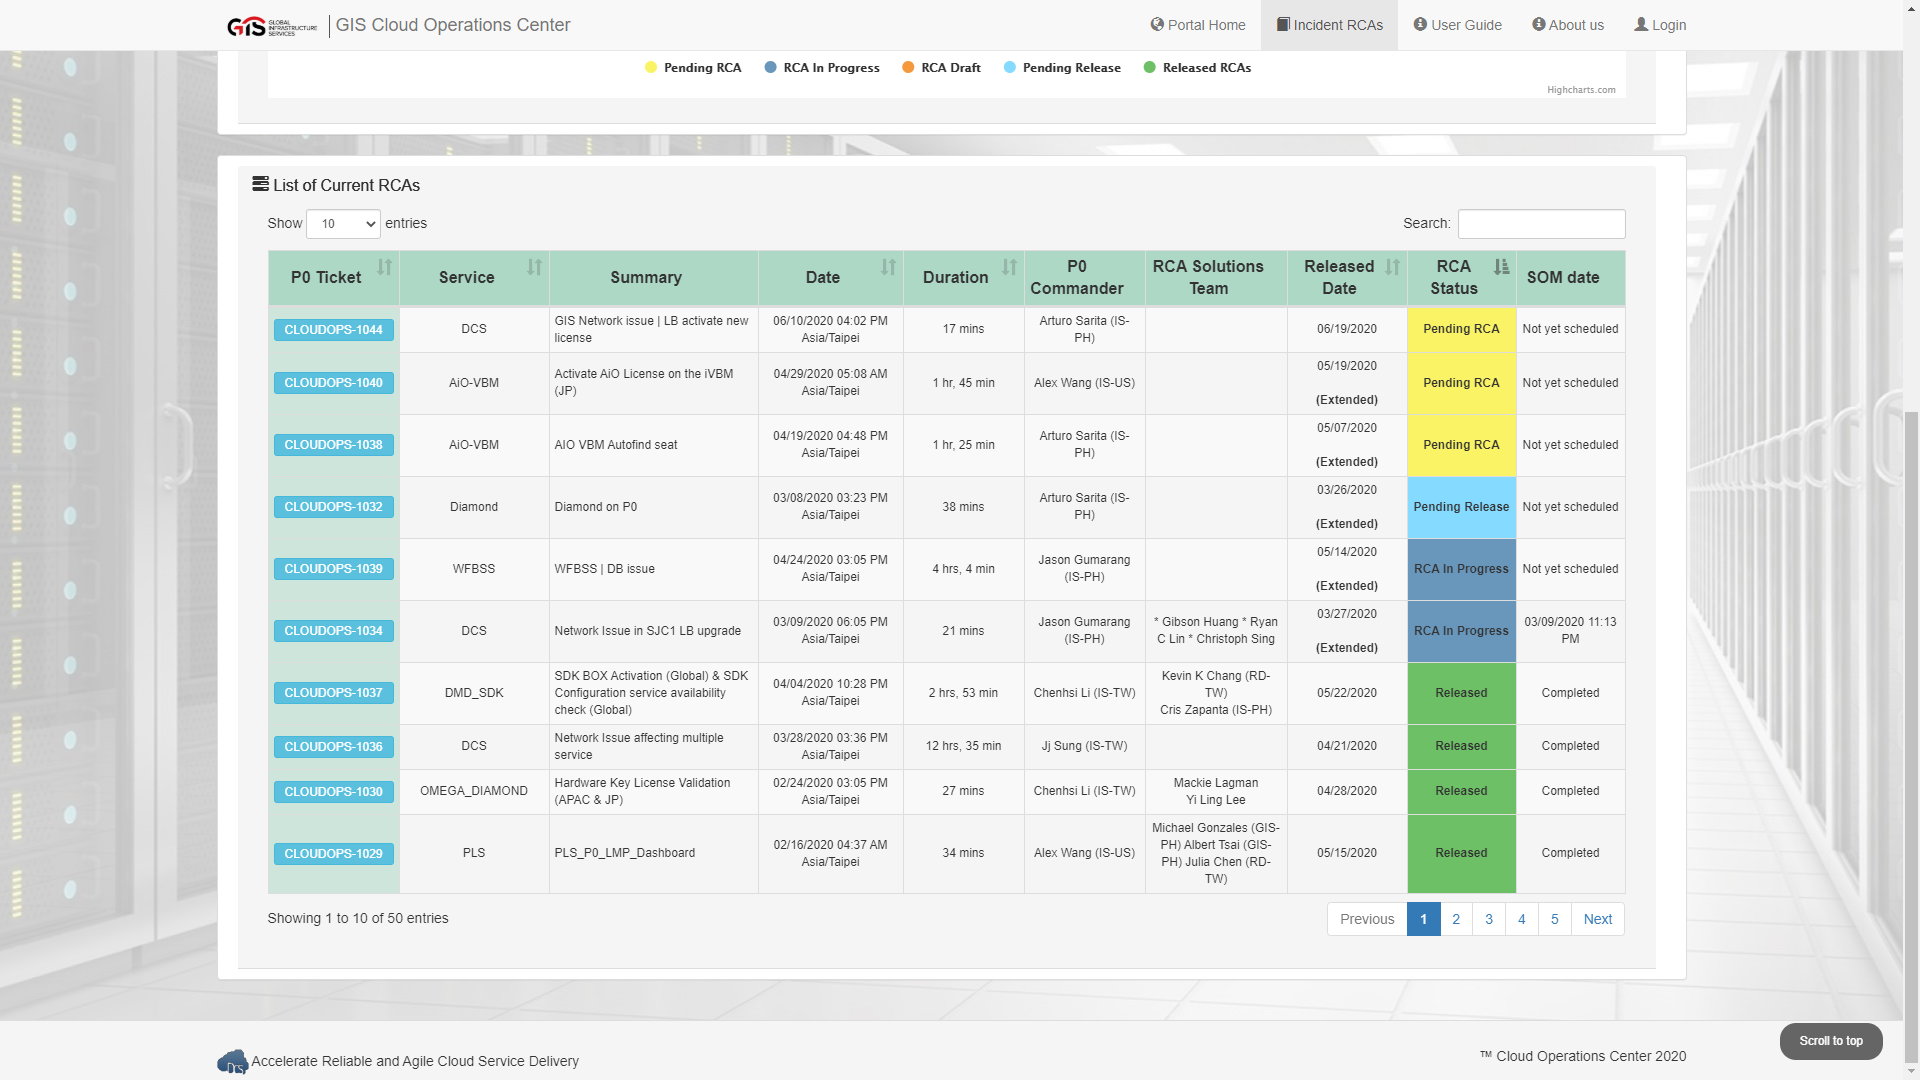 GIS GLOBAL INFRASTRUCTURE SERVICES
GIS Cloud Operations Center
Portal Home
Incident RCAs
User Guide
About us
Login
Pending RCA
RCA In Progress
RCA Draft
Pending Release
Released RCAs
Highcharts.com
List of Current RCAs
Show 10 entries
Search:
P0 Ticket
Service
Summary
Date
Duration
P0
Commander
RCA Solutions
Team
Released
Date
RCA
Status
SOM date
CLOUDOPS-1044
DCS
GIS Network issue | LB activate new
license
06/10/2020 04:02 PM
Asia/Taipei
17 mins
Arturo Sarita (IS-
PH)
06/19/2020
Pending RCA
Not yet scheduled
CLOUDOPS-1040
AiO-VBM
Activate AiO License on the iVBM
(JP)
04/29/2020 05:08 AM
Asia/Taipei
1 hr, 45 min
Alex Wang (IS-US)
05/19/2020
(Extended)
Pending RCA
Not yet scheduled
CLOUDOPS-1038
AiO-VBM
AIO VBM Autofind seat
04/19/2020 04:48 PM
Asia/Taipei
1 hr, 25 min
Arturo Sarita (IS-
PH)
05/07/2020
(Extended)
Pending RCA
Not yet scheduled
CLOUDOPS-1032
Diamond
Diamond on P0
03/08/2020 03:23 PM
Asia/Taipei
38 mins
Arturo Sarita (IS-
PH)
03/26/2020
(Extended)
Pending Release
Not yet scheduled
CLOUDOPS-1039
WFBSS
WFBSS | DB issue
04/24/2020 03:05 PM
Asia/Taipei
4 hrs, 4 min
Jason Gumarang
(IS-PH)
05/14/2020
(Extended)
RCA In Progress
Not yet scheduled
CLOUDOPS-1034
DCS
Network Issue in SJC1 LB upgrade
03/09/2020 06:05 PM
Asia/Taipei
21 mins
Jason Gumarang
(IS-PH)
* Gibson Huang * Ryan
C Lin * Christoph Sing
03/27/2020
(Extended)
RCA In Progress
03/09/2020 11:13
PM
CLOUDOPS-1037
DMD_SDK
SDK BOX Activation (Global) & SDK
Configuration service availability
check (Global)
04/04/2020 10:28 PM
Asia/Taipei
2 hrs, 53 min
Chenhsi Li (IS-TW)
Kevin K Chang (RD-
TW)
Cris Zapanta (IS-PH)
05/22/2020
Released
Completed
CLOUDOPS-1036
DCS
Network Issue affecting multiple
service
03/28/2020 03:36 PM
Asia/Taipei
12 hrs, 35 min
Jj Sung (IS-TW)
04/21/2020
Released
Completed
CLOUDOPS-1030
OMEGA_DIAMOND
Hardware Key License Validation
(APAC & JP)
02/24/2020 03:05 PM
Asia/Taipei
27 mins
Chenhsi Li (IS-TW)
Mackie Lagman
Yi Ling Lee
04/28/2020
Released
Completed
CLOUDOPS-1029
PLS
PLS_P0_LMP_Dashboard
02/16/2020 04:37 AM
Asia/Taipei
34 mins
Alex Wang (IS-US)
Michael Gonzales (GIS-
PH) Albert Tsai (GIS-
PH) Julia Chen (RD-
TW)
05/15/2020
Released
Completed
Showing 1 to 10 of 50 entries
Previous 1 2 3 4 5 Next
Dcs Accelerate Reliable and Agile Cloud Service Delivery
™ Cloud Operations Center 2020
Scroll to top